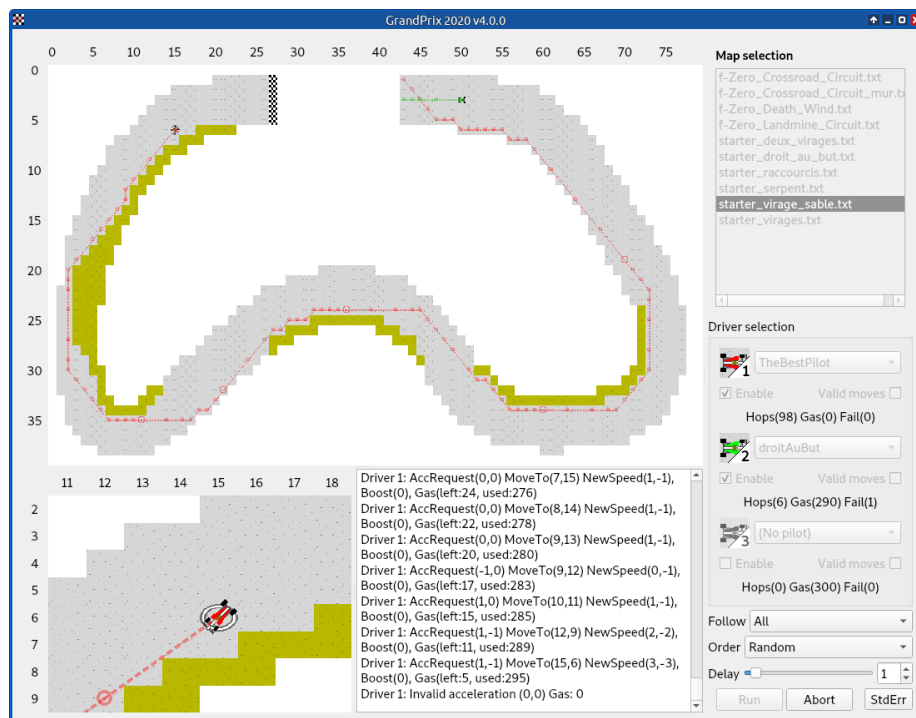 GrandPrix 2020 v4.0.0
0 5 10 15 20 25 30 35 40 45 50 55 60 65 70 75
0
5
10
15
20
25
30
35
11 12 13 14 15 16 17 18
2
3
4
5
6
7
8
9
Driver 1: AccRequest(0,0) MoveTo(7,15) NewSpeed(1,-1),
Boost(0), Gas(left:24, used:276)
Driver 1: AccRequest(0,0) MoveTo(8,14) NewSpeed(1,-1),
Boost(0), Gas(left:22, used:278)
Driver 1: AccRequest(0,0) MoveTo(9,13) NewSpeed(1,-1),
Boost(0), Gas(left:20, used:280)
Driver 1: AccRequest(-1,0) MoveTo(9,12) NewSpeed(0,-1),
Boost(0), Gas(left:17, used:283)
Driver 1: AccRequest(1,0) MoveTo(10,11) NewSpeed(1,-1),
Boost(0), Gas(left:15, used:285)
Driver 1: AccRequest(1,-1) MoveTo(12,9) NewSpeed(2,-2),
Boost(0), Gas(left:11, used:289)
Driver 1: AccRequest(1,-1) MoveTo(15,6) NewSpeed(3,-3),
Boost(0), Gas(left:5, used:295)
Driver 1: Invalid acceleration (0,0) Gas: 0
Map selection
f-Zero_Crossroad_Circuit.txt
f-Zero_Crossroad_Circuit_mur.t
f-Zero_Death_Wind.txt
f-Zero_Landmine_Circuit.txt
starter_deux_virages.txt
starter_droit_au_but.txt
starter_raccourcis.txt
starter_serpent.txt
starter_virage_sable.txt
starter_virages.txt
Driver selection
1 TheBestPilot
Enable Valid moves
Hops(98) Gas(0) Fail(0)
2 droitAuBut
Enable Valid moves
Hops(6) Gas(290) Fail(1)
3 (No pilot)
Enable Valid moves
Hops(0) Gas(300) Fail(0)
Follow All
Order Random
Delay 1
Run Abort StdErr